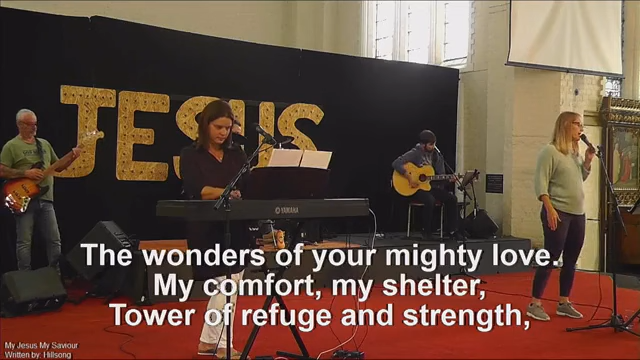 JESUS
YAMAHA
The wonders of your mighty love.
My comfort, my shelter,
Tower of refuge and strength,
My Jesus My Saviour
Written by: Hillsong